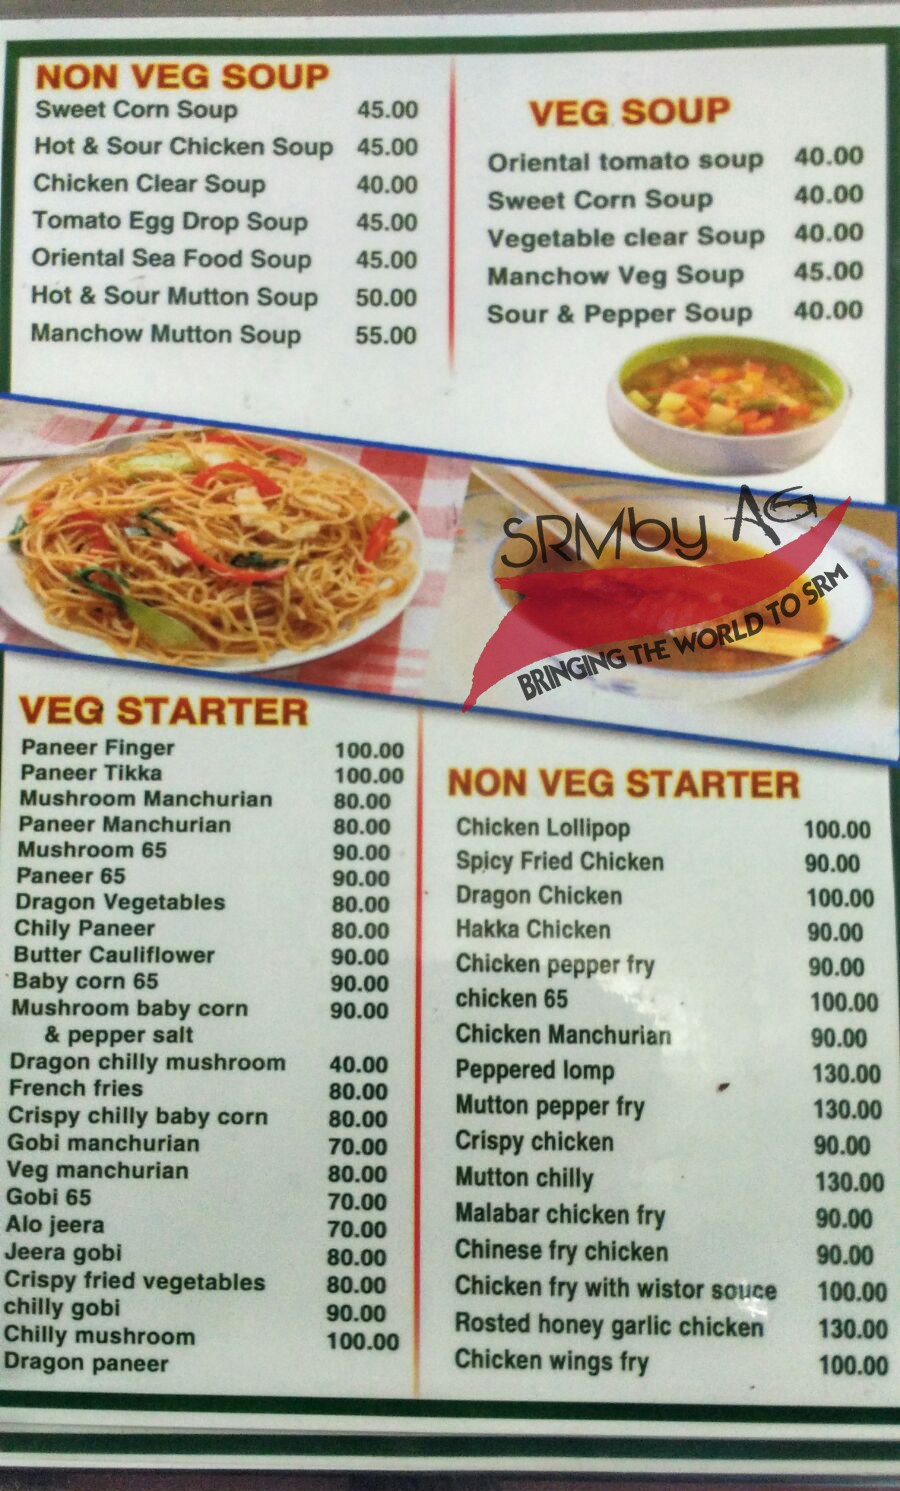 NON VEG SOUP
Sweet Corn Soup 45.00
Hot & Sour Chicken Soup 45.00
Chicken Clear Soup 40.00
Tomato Egg Drop Soup 45.00
Oriental Sea Food Soup 45.00
Hot & Sour Mutton Soup 50.00
Manchow Mutton Soup 55.00
VEG SOUP
Oriental tomato soup 40.00
Sweet Corn Soup 40.00
Vegetable clear Soup 40.00
Manchow Veg Soup 45.00
Sour & Pepper Soup 40.00
SRM by AG
BRINGING THE WORLD TO SRM
VEG STARTER
Paneer Finger 100.00
Paneer Tikka 100.00
Mushroom Manchurian 80.00
Paneer Manchurian 80.00
Mushroom 65 90.00
Paneer 65 90.00
Dragon Vegetables 80.00
Chily Paneer 80.00
Butter Cauliflower 90.00
Baby corn 65 90.00
Mushroom baby corn 90.00
& pepper salt
Dragon chilly mushroom 40.00
French fries 80.00
Crispy chilly baby corn 80.00
Gobi manchurian 70.00
Veg manchurian 80.00
Gobi 65 70.00
Alo jeera 70.00
Jeera gobi 80.00
Crispy fried vegetables 80.00
chilly gobi 90.00
Chilly mushroom 100.00
Dragon paneer
NON VEG STARTER
Chicken Lollipop 100.00
Spicy Fried Chicken 90.00
Dragon Chicken 100.00
Hakka Chicken 90.00
Chicken pepper fry 90.00
chicken 65 100.00
Chicken Manchurian 90.00
Peppered lomp 130.00
Mutton pepper fry 130.00
Crispy chicken 90.00
Mutton chilly 130.00
Malabar chicken fry 90.00
Chinese fry chicken 90.00
Chicken fry with wistor souce 100.00
Rosted honey garlic chicken 130.00
Chicken wings fry 100.00